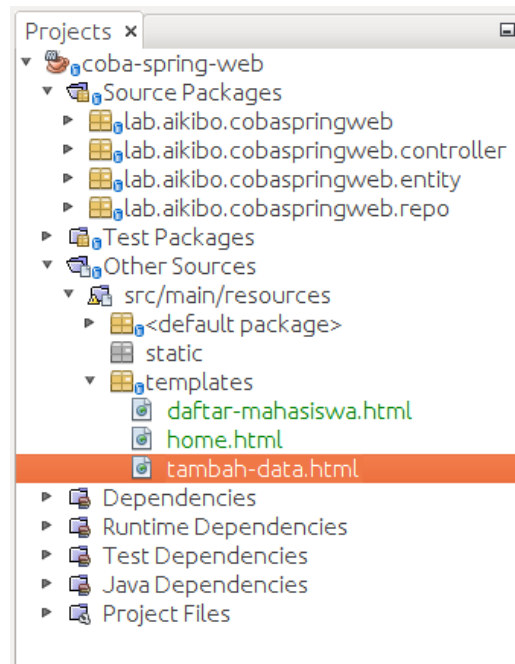 Projects ×
coba-spring-web
Source Packages
lab.aikibo.cobaspringweb
lab.aikibo.cobaspringweb.controller
lab.aikibo.cobaspringweb.entity
lab.aikibo.cobaspringweb.repo
Test Packages
Other Sources
src/main/resources
<default package>
static
templates
daftar-mahasiswa.html
home.html
tambah-data.html
Dependencies
Runtime Dependencies
Test Dependencies
Java Dependencies
Project Files